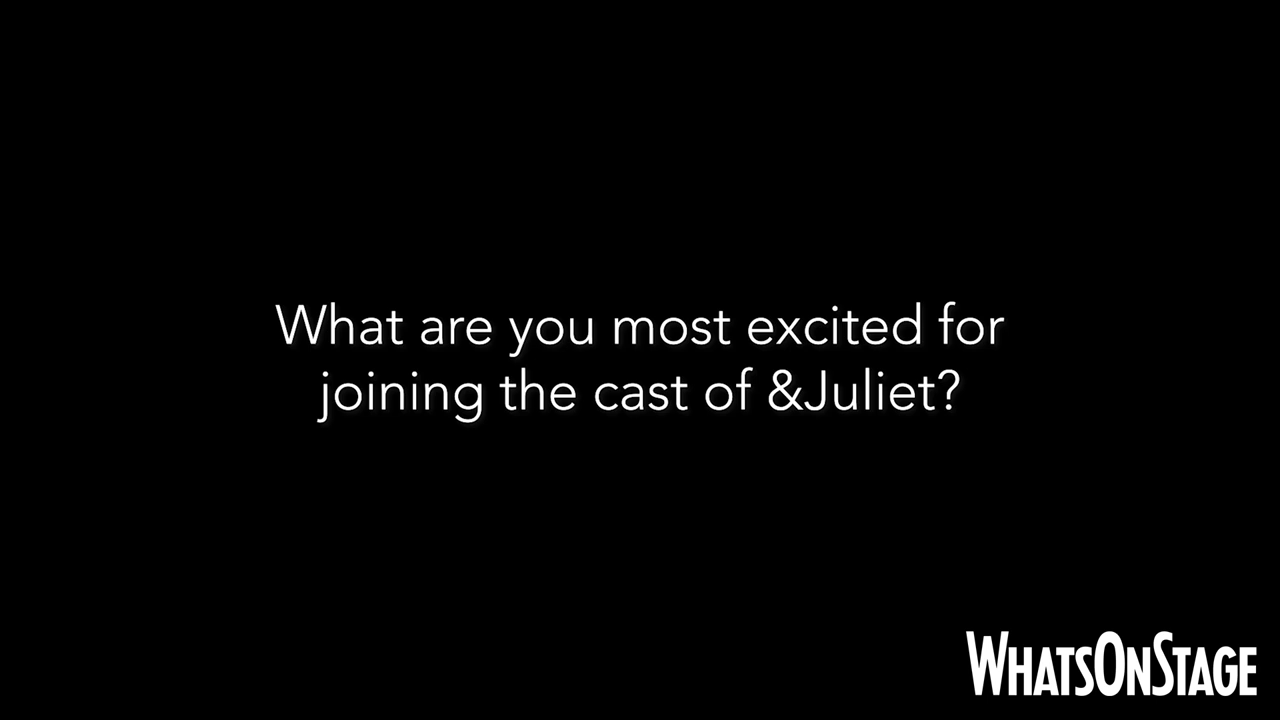 What are you most excited for
joining the cast of &Juliet?
WHATSONSTAGE